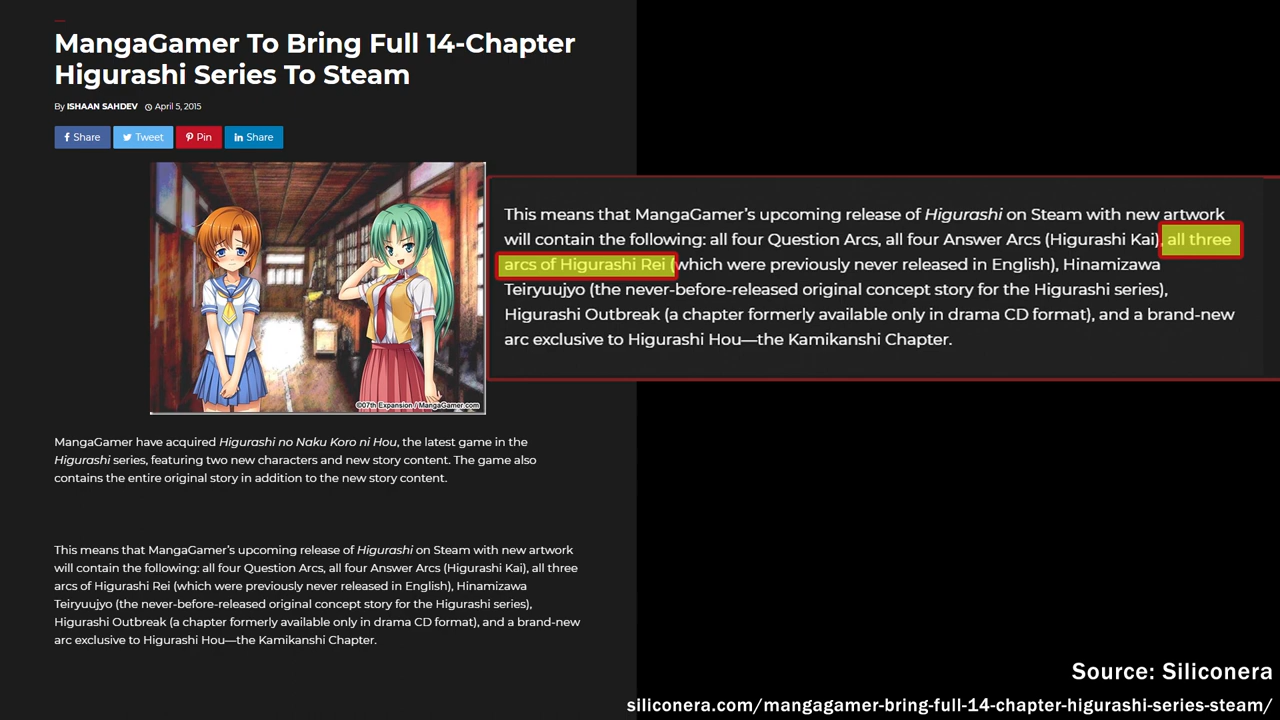 MangaGamer To Bring Full 14-Chapter
Higurashi Series To Steam
By ISHAAN SAHDEV April 5, 2015
Share Tweet Pin Share
©07th Expansion / MangaGamer.com
This means that MangaGamer's upcoming release of Higurashi on Steam with new artwork
will contain the following: all four Question Arcs, all four Answer Arcs (Higurashi Kai), all three
arcs of Higurashi Rei (which were previously never released in English), Hinamizawa
Teiryuujyo (the never-before-released original concept story for the Higurashi series),
Higurashi Outbreak (a chapter formerly available only in drama CD format), and a brand-new
arc exclusive to Higurashi Hou—the Kamikanshi Chapter.
MangaGamer have acquired Higurashi no Naku Koro ni Hou, the latest game in the
Higurashi series, featuring two new characters and new story content. The game also
contains the entire original story in addition to the new story content.
This means that MangaGamer's upcoming release of Higurashi on Steam with new artwork
will contain the following: all four Question Arcs, all four Answer Arcs (Higurashi Kai), all three
arcs of Higurashi Rei (which were previously never released in English), Hinamizawa
Teiryuujyo (the never-before-released original concept story for the Higurashi series),
Higurashi Outbreak (a chapter formerly available only in drama CD format), and a brand-new
arc exclusive to Higurashi Hou—the Kamikanshi Chapter.
Source: Siliconera
siliconera.com/mangagamer-bring-full-14-chapter-higurashi-series-steam/